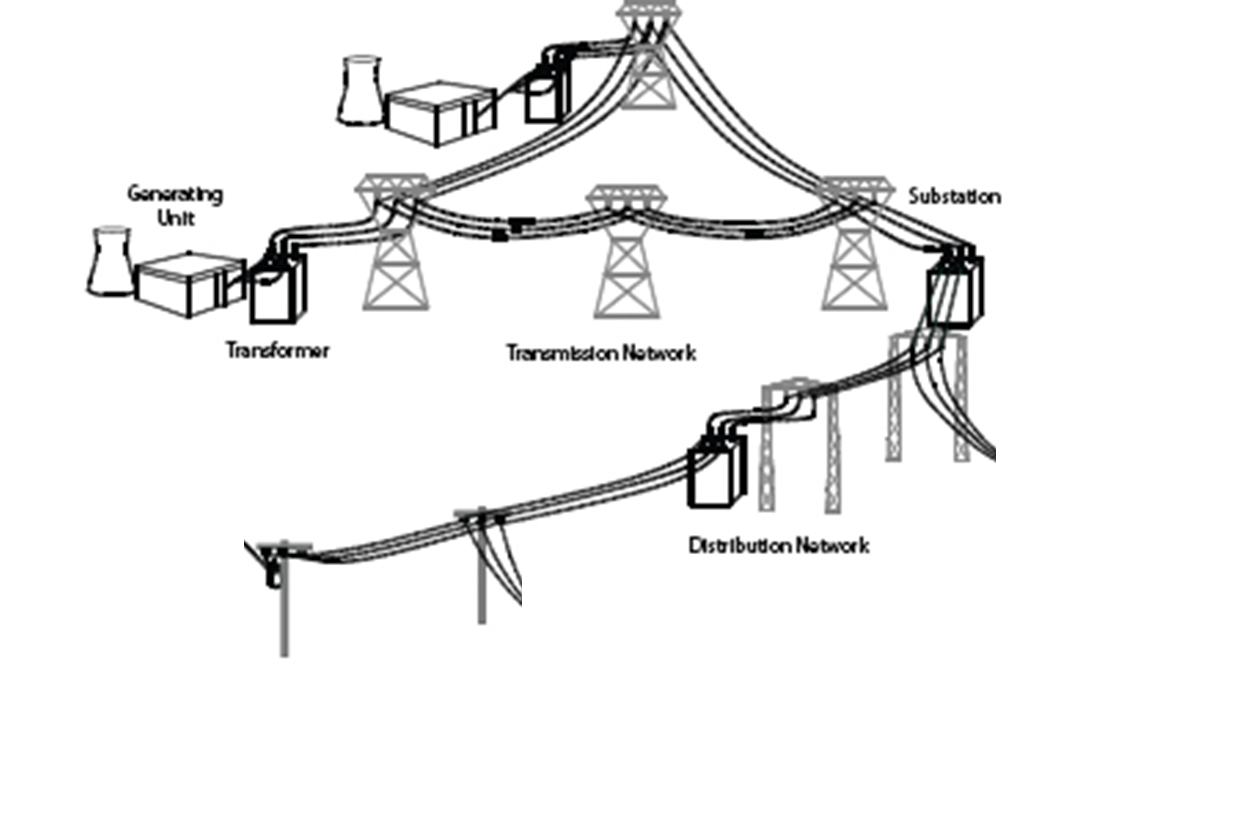 Generating
Unit
Substation
Transformer
Transmission Network
Distribution Network